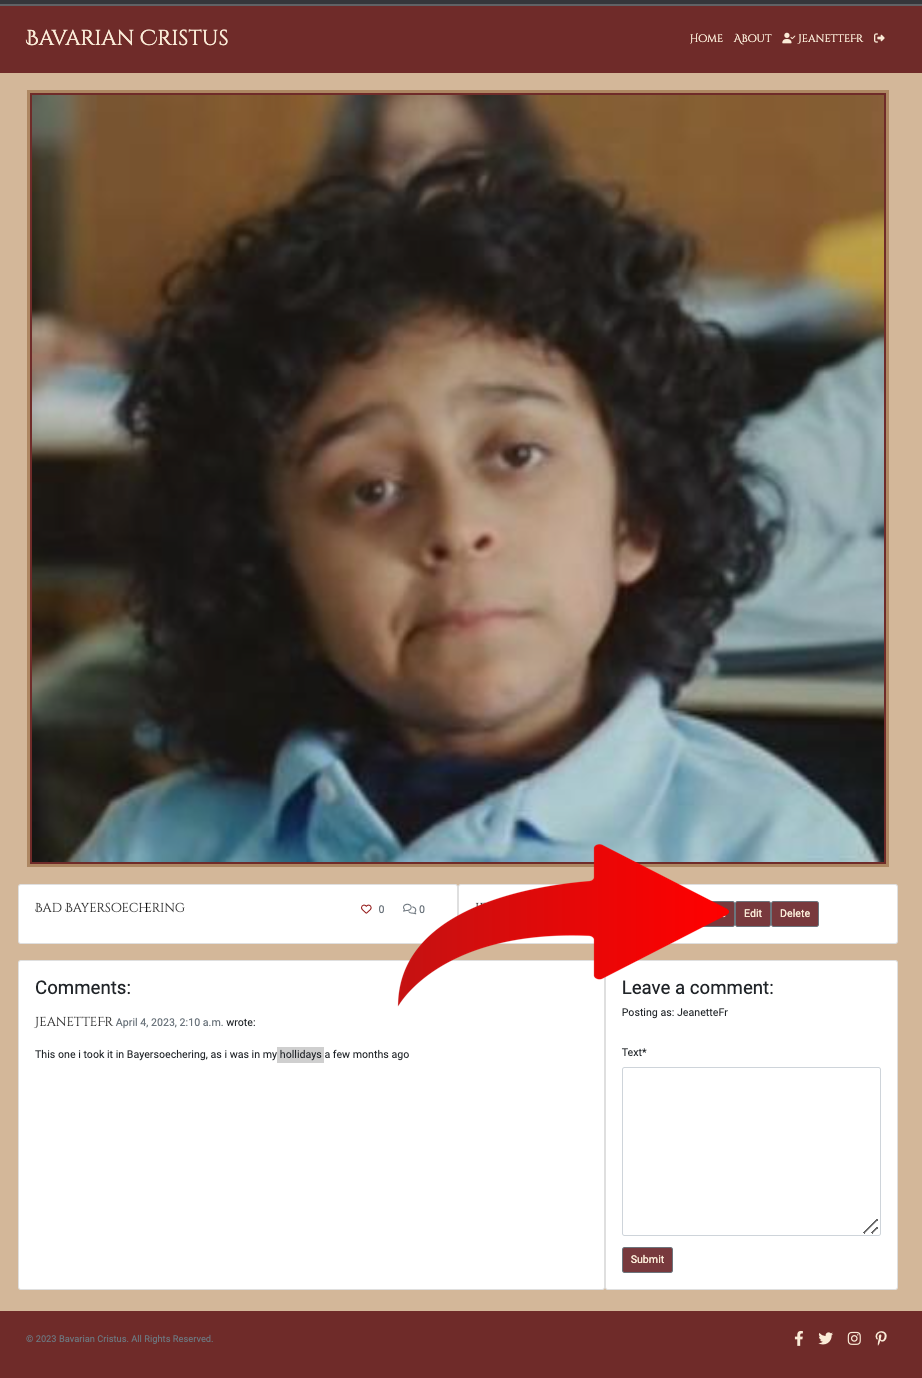 Bavarian Cristus
Home About JeanetteFr
Bad Bayersoechering 0 0
Edit Delete
Comments:
JeanetteFr April 4, 2023, 2:10 a.m. wrote:
This one i took it in Bayersoechering, as i was in my hollidays a few months ago
Leave a comment:
Posting as: JeanetteFr
Text*
Submit
© 2023 Bavarian Cristus. All Rights Reserved.